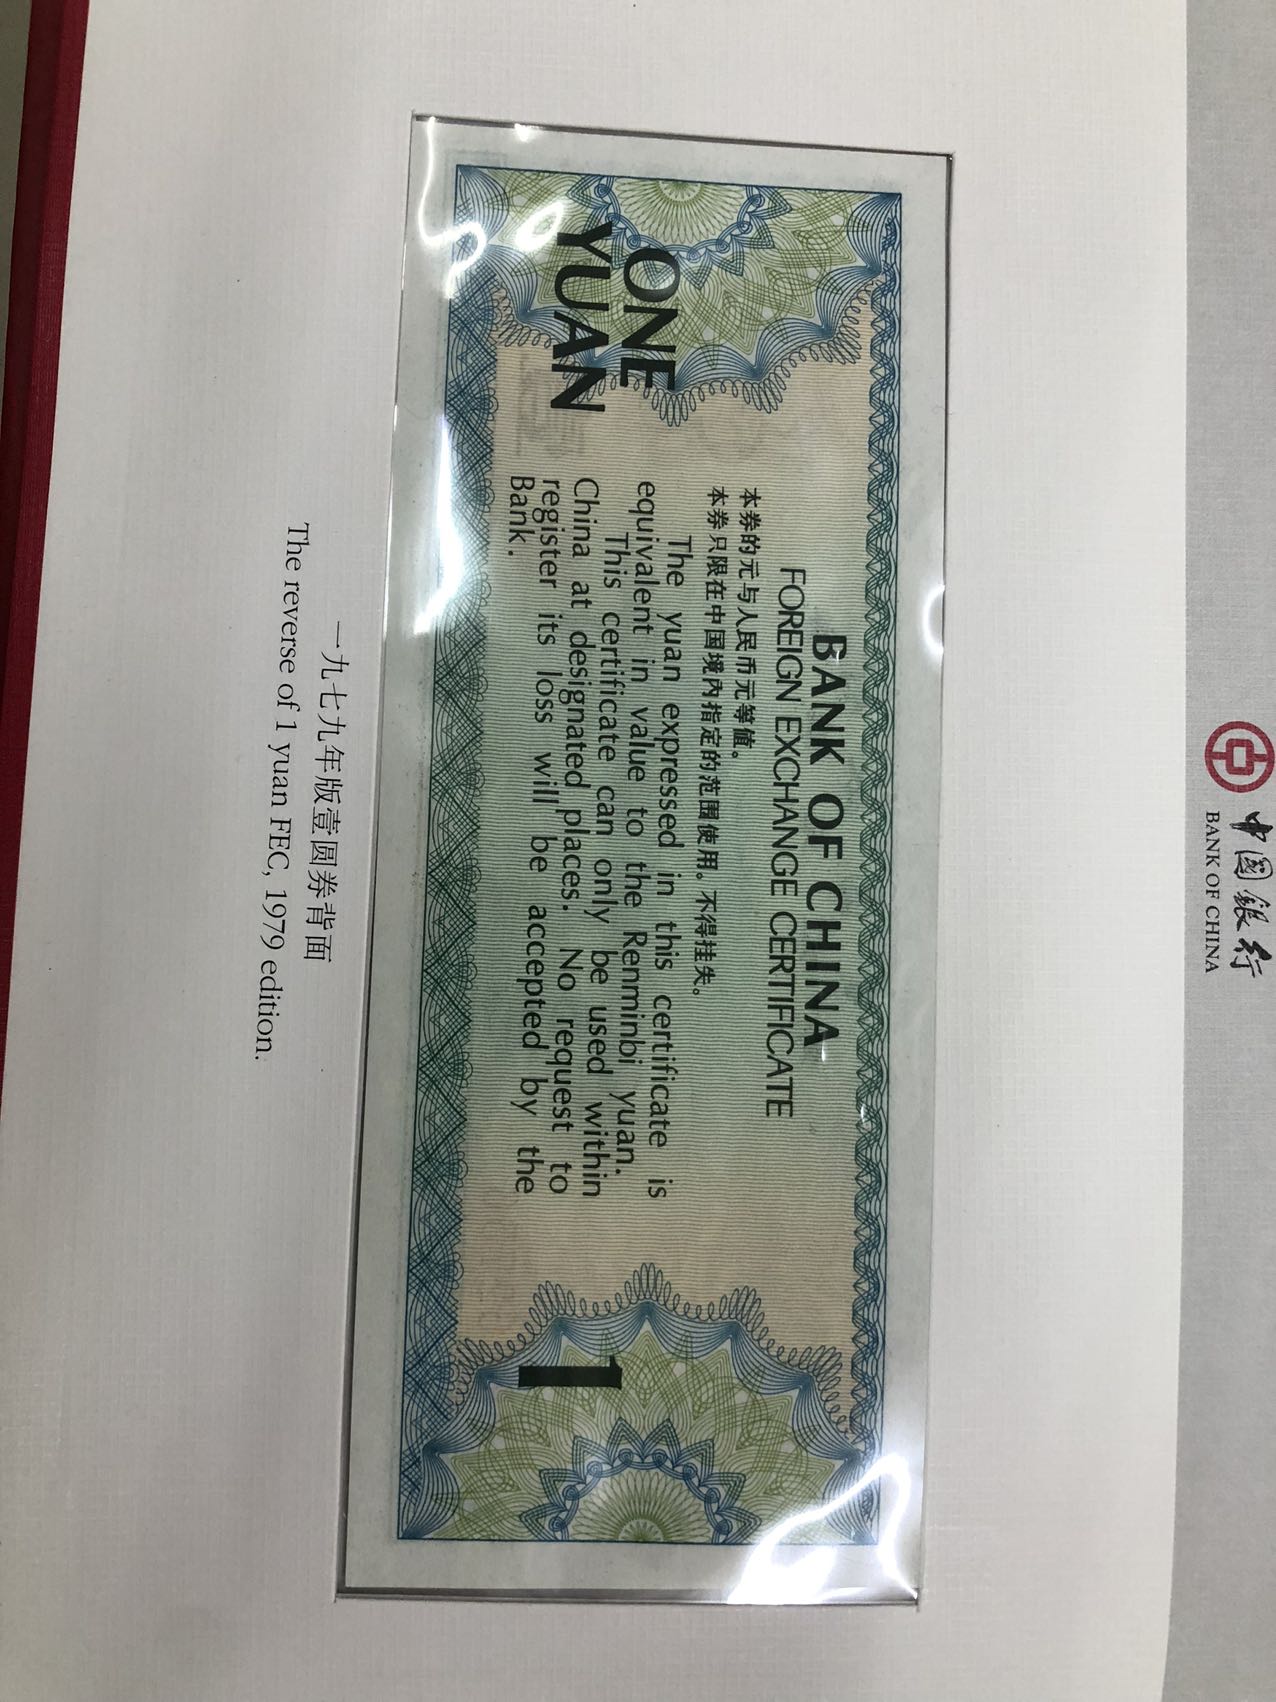 中国銀行
BANK OF CHINA
BANK OF CHINA
FOREIGN EXCHANGE CERTIFICATE
本券的元与人民币元等值。
本券只限在中国境内指定的范围使用。不得挂失。
The yuan expressed in this certificate is
equivalent in value to the Renminbi yuan.
This certificate can only be used within
China at designated places. No request to
register its loss will be accepted by the
Bank.
ONE
YUAN
1
一九七九年版壹圆券背面
The reverse of 1 yuan FEC, 1979 edition.